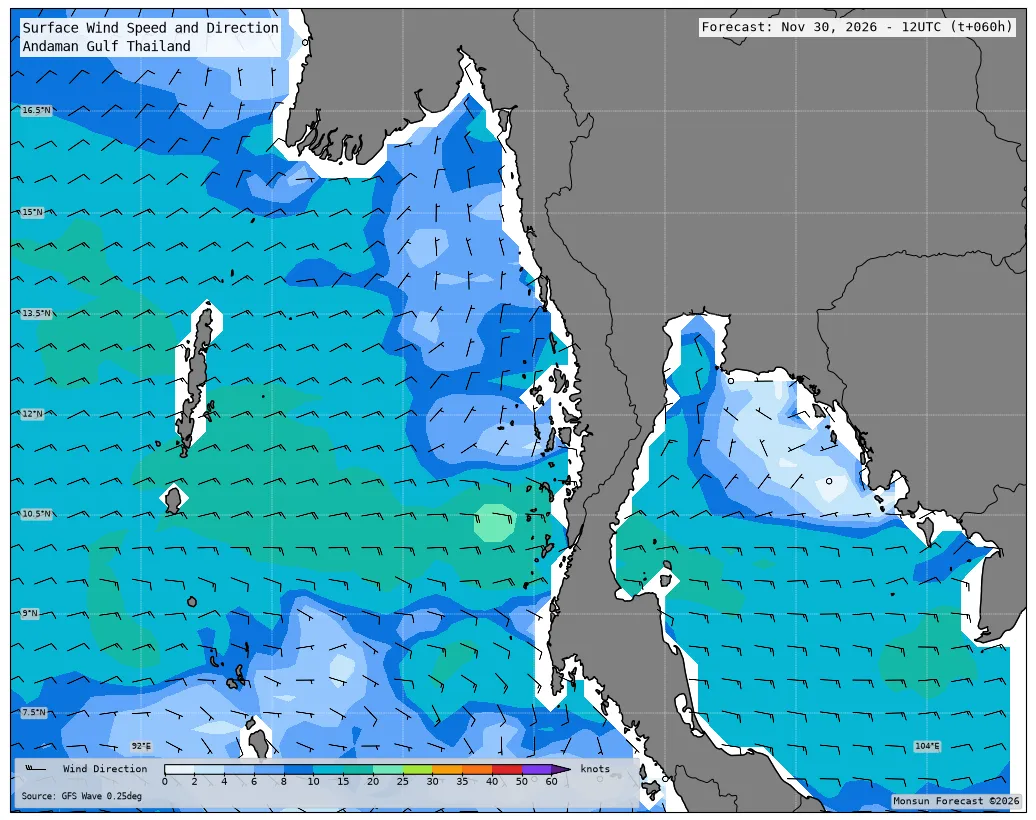 Surface Wind Speed and Direction
Andaman Gulf Thailand
Forecast: Nov 30, 2026 - 12UTC (t+060h)
16.5°N
15°N
13.5°N
12°N
10.5°N
9°N
7.5°N
92°E
104°E
Wind Direction
0 2 4 6 8 10 15 20 25 30 35 40 50 60
knots
Source: GFS Wave 0.25deg
Monsun Forecast ©2026